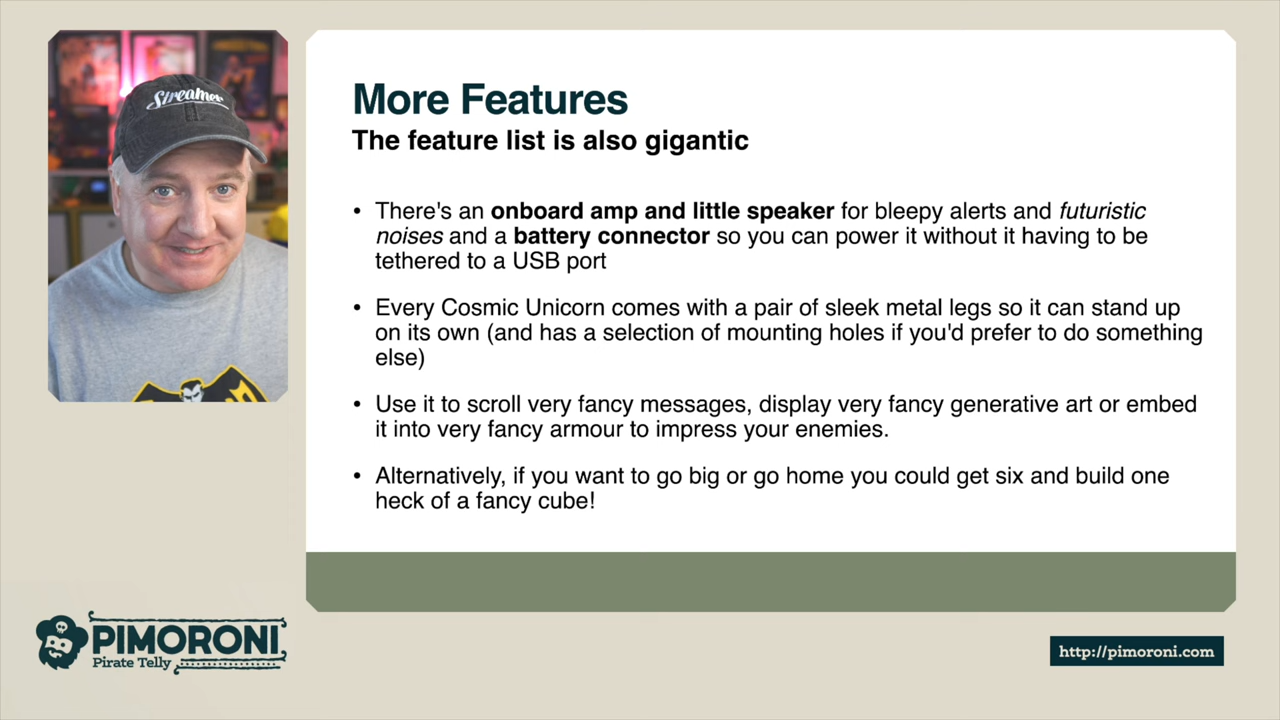 Streamer
More Features
The feature list is also gigantic
• There's an onboard amp and little speaker for bleepy alerts and futuristic
noises and a battery connector so you can power it without it having to be
tethered to a USB port
• Every Cosmic Unicorn comes with a pair of sleek metal legs so it can stand up
on its own (and has a selection of mounting holes if you'd prefer to do something
else)
• Use it to scroll very fancy messages, display very fancy generative art or embed
it into very fancy armour to impress your enemies.
• Alternatively, if you want to go big or go home you could get six and build one
heck of a fancy cube!
PIMORONI
Pirate Telly
http://pimoroni.com